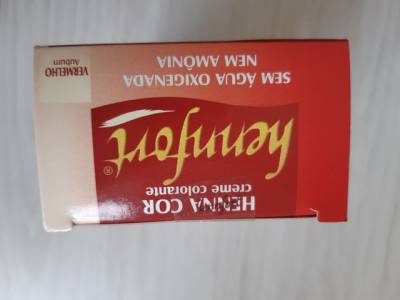 HENNA COR
creme colorante
hennfort®
SEM ÁGUA OXIGENADA
NEM AMÔNIA
VERMELHO
Auburn